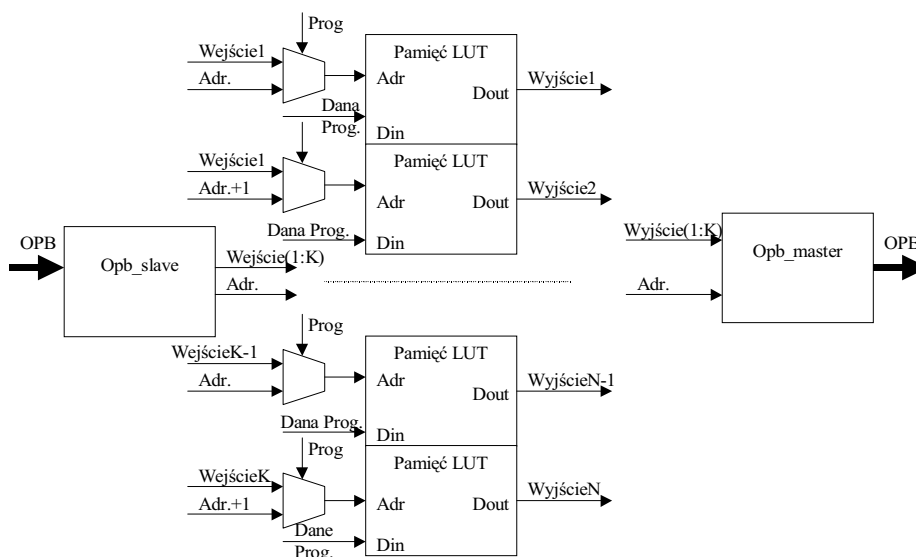 Prog
Wejście1
Adr.
Pamięć LUT
Adr
Dout
Wyjście1
Dana
Prog.
Din
Wejście1
Adr.+1
Pamięć LUT
Adr
Dout
Wyjście2
Dana Prog.
Din
OPB
Opb_slave
Wejście(1:K)
Adr.
Wyjście(1:K)
Adr.
Opb_master
OPB
Prog
WejścieK-1
Adr.
Pamięć LUT
Adr
Dout
WyjścieN-1
Dana Prog.
Din
Prog
WejścieK
Adr.+1
Pamięć LUT
Adr
Dout
WyjścieN
Dane
Prog.
Din